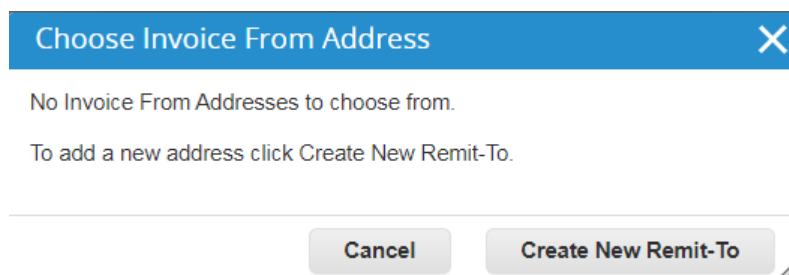 Choose Invoice From Address
No Invoice From Addresses to choose from.
To add a new address click Create New Remit-To.
Cancel
Create New Remit-To